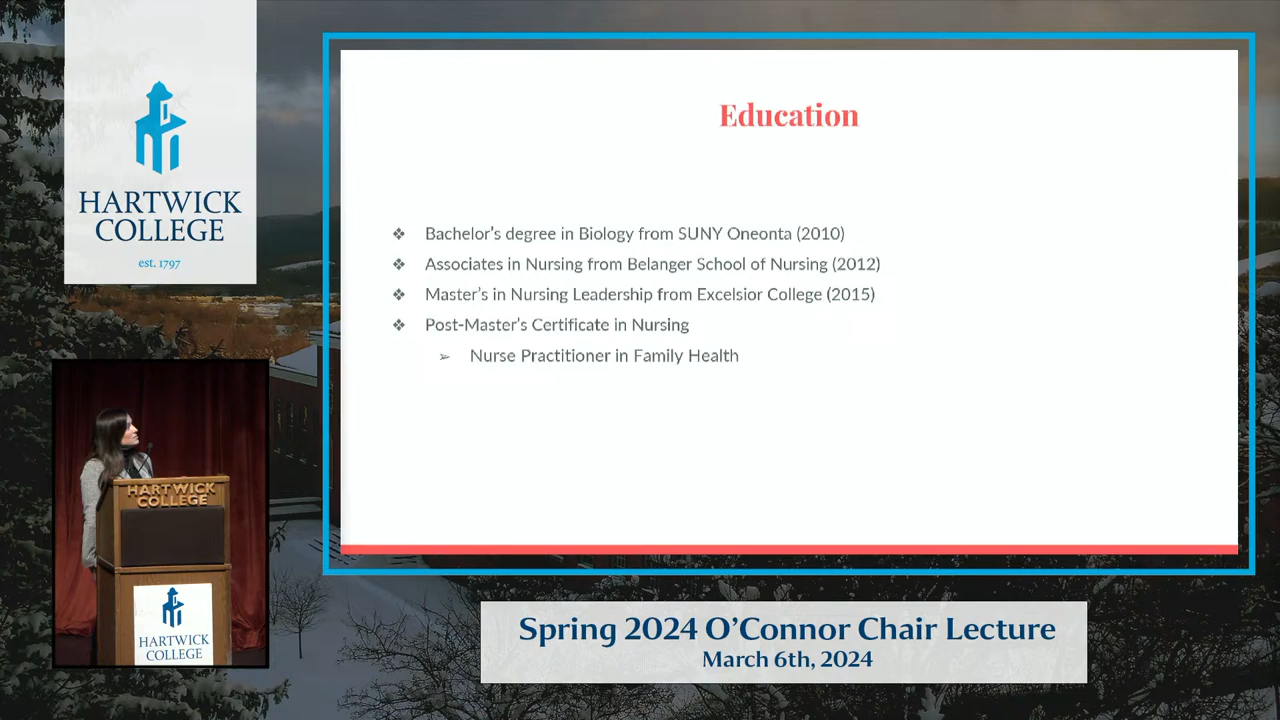 HARTWICK
COLLEGE
est. 1797
Education
❖ Bachelor's degree in Biology from SUNY Oneonta (2010)
❖ Associates in Nursing from Belanger School of Nursing (2012)
❖ Master's in Nursing Leadership from Excelsior College (2015)
❖ Post-Master's Certificate in Nursing
➢ Nurse Practitioner in Family Health
HARTWICK
COLLEGE
HARTWICK
COLLEGE
Spring 2024 O'Connor Chair Lecture
March 6th, 2024